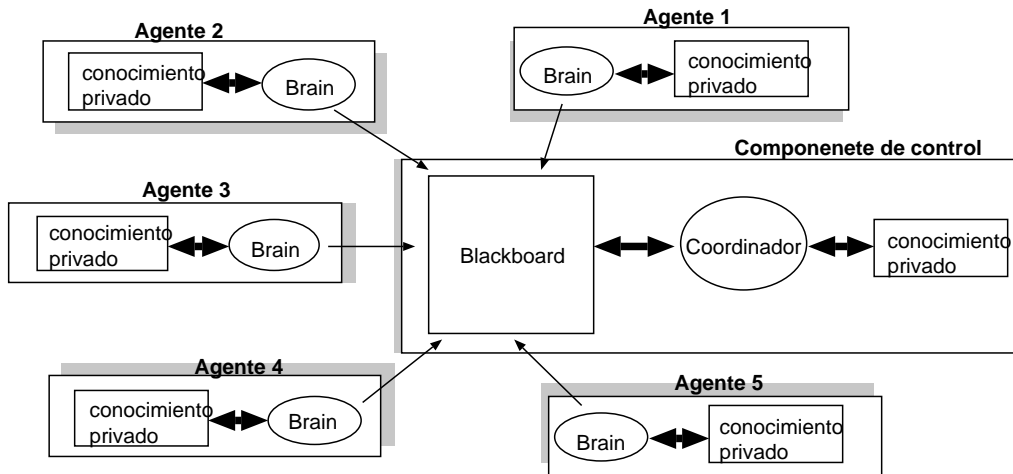 Agente 2
conocimiento
privado
Brain
Agente 1
Brain
conocimiento
privado
Componenete de control
Agente 3
conocimiento
privado
Brain
Blackboard
Coordinador
conocimiento
privado
Agente 4
conocimiento
privado
Brain
Agente 5
Brain
conocimiento
privado